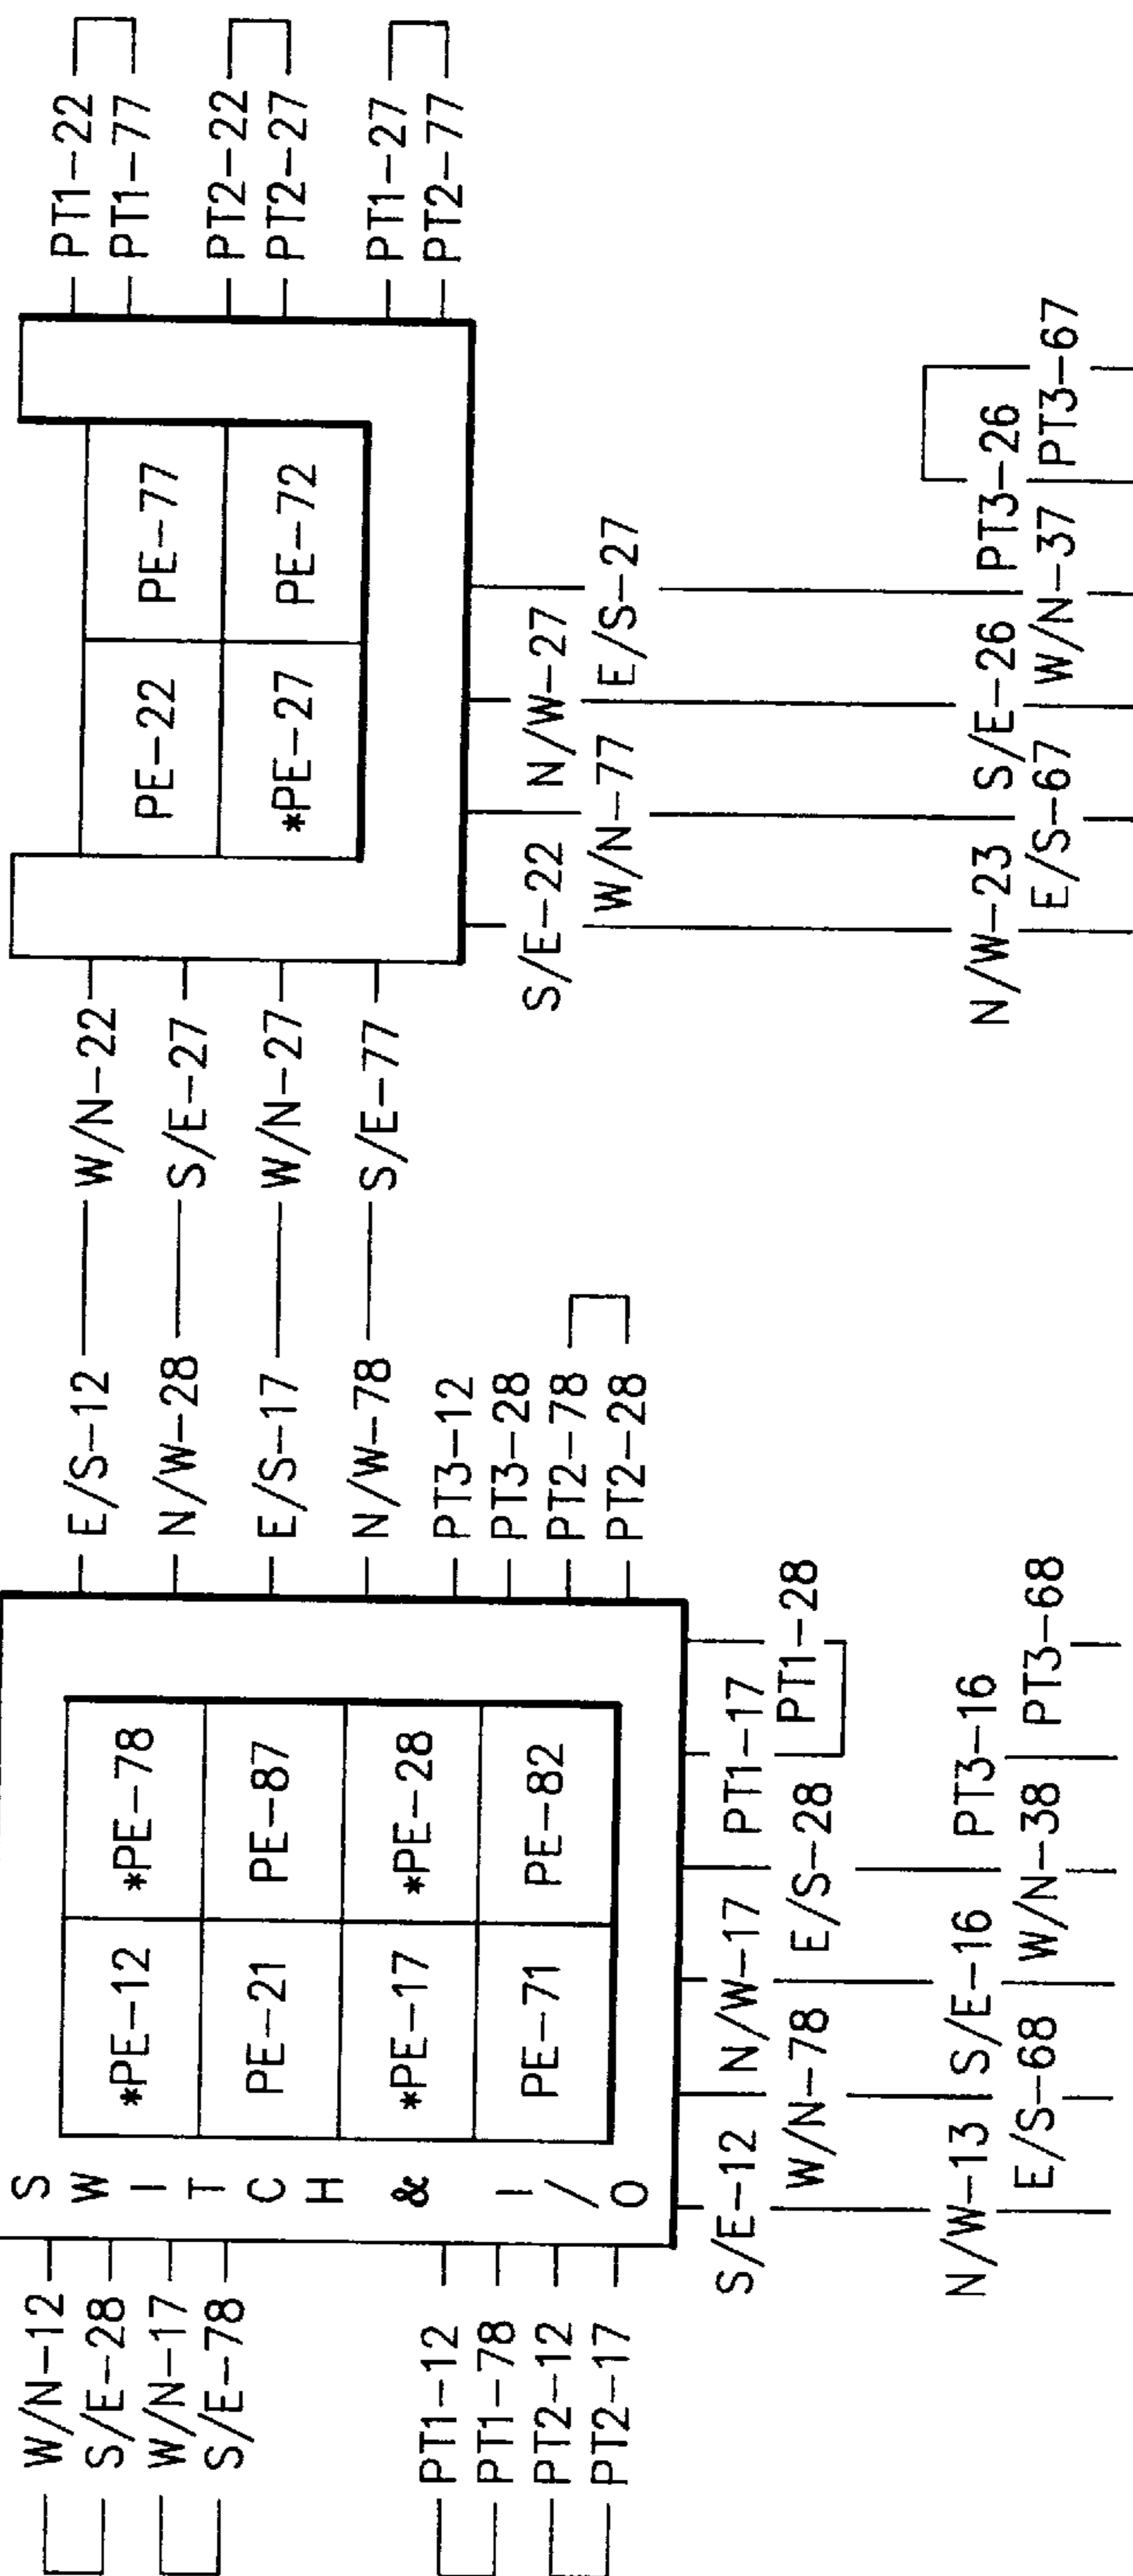 PT1-22
PT1-77
PT2-22
PT2-27
PT1-27
PT2-77
PE-22 PE-77
*PE-27 PE-72
W/N-22
S/E-27
W/N-27
S/E-77
S/E-22 N/W-27
W/N-77 E/S-27
N/W-23 S/E-26 PT3-26
E/S-67 W/N-37 PT3-67
E/S-12
N/W-28
E/S-17
N/W-78
PT3-12
PT3-28
PT2-78
PT2-28
*PE-12 *PE-78
PE-21 PE-87
*PE-17 *PE-28
PE-71 PE-82
SWITCH & I/O
W/N-12
S/E-28
W/N-17
S/E-78
PT1-12
PT1-78
PT2-12
PT2-17
S/E-12 N/W-17 PT1-17
W/N-78 E/S-28 PT1-28
N/W-13 S/E-16 PT3-16
E/S-68 W/N-38 PT3-68